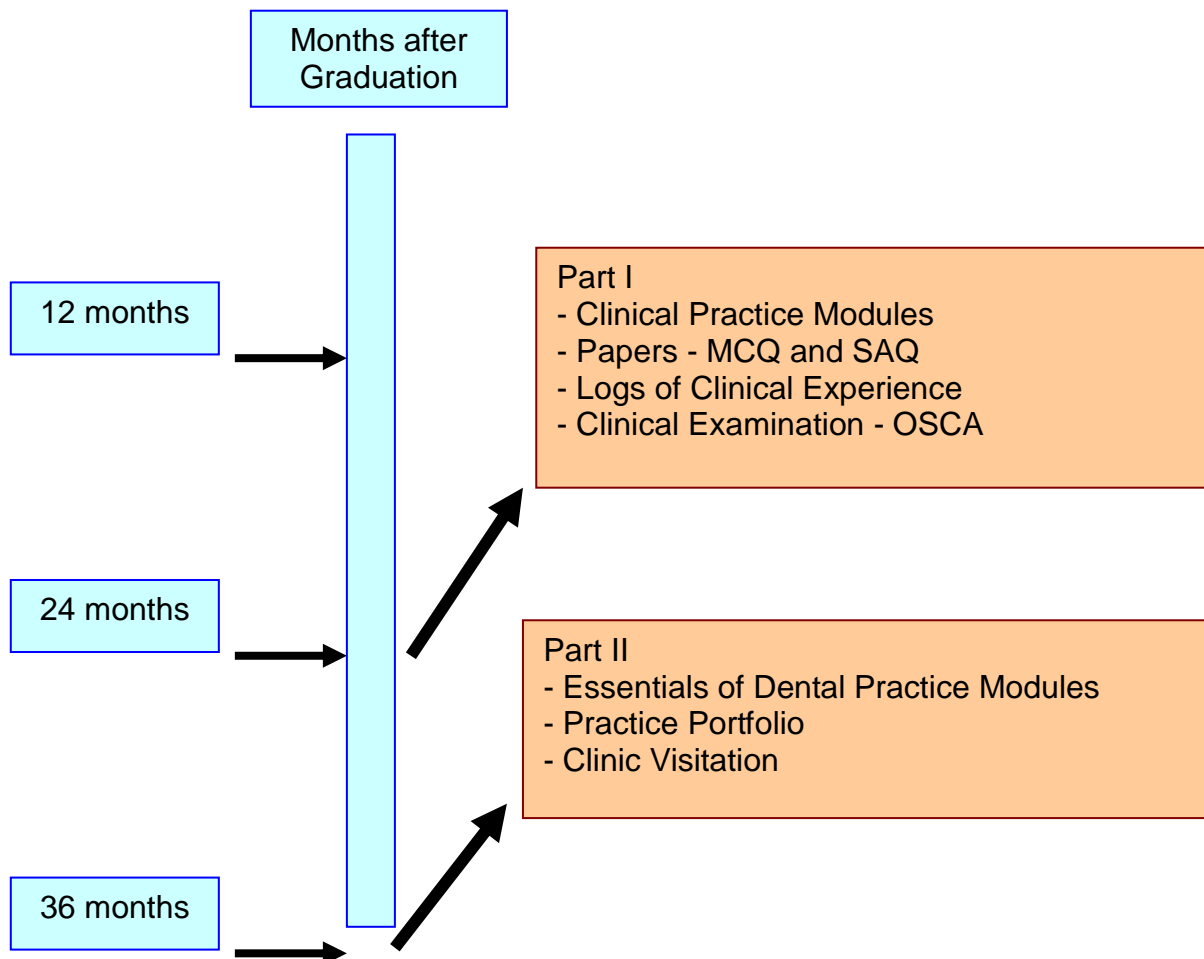 Months after
Graduation
12 months
Part I
- Clinical Practice Modules
- Papers - MCQ and SAQ
- Logs of Clinical Experience
- Clinical Examination - OSCA
24 months
Part II
- Essentials of Dental Practice Modules
- Practice Portfolio
- Clinic Visitation
36 months